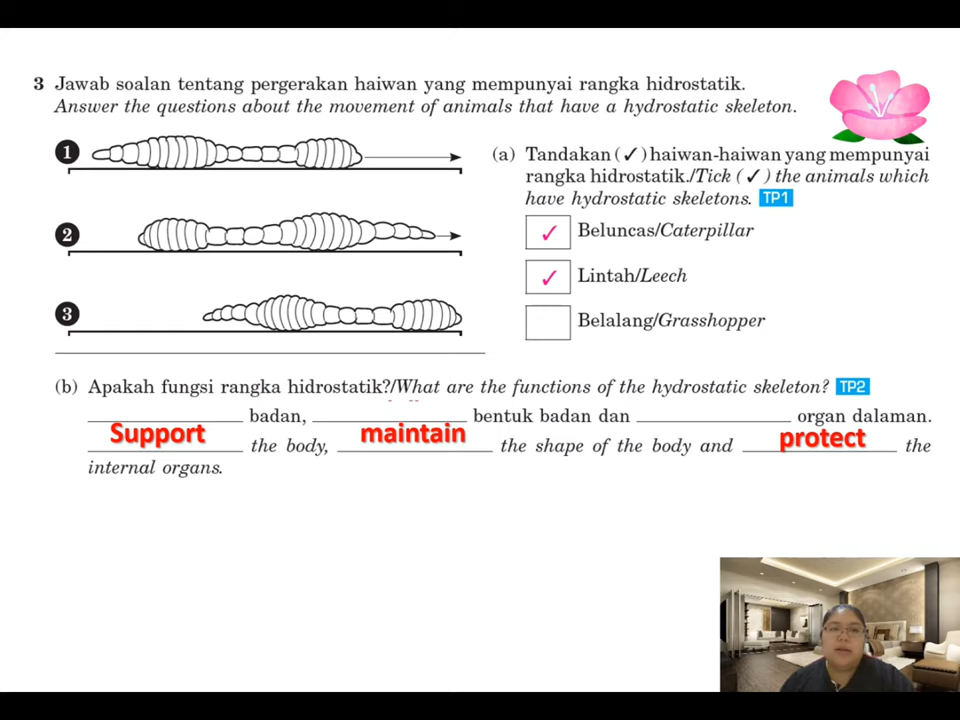 3 Jawab soalan tentang pergerakan haiwan yang mempunyai rangka hidrostatik.
Answer the questions about the movement of animals that have a hydrostatic skeleton.
1
2
3
(a) Tandakan (✓) haiwan-haiwan yang mempunyai
rangka hidrostatik./Tick (✓) the animals which
have hydrostatic skeletons. TP1
✓ Beluncas/Caterpillar
✓ Lintah/Leech
Belalang/Grasshopper
(b) Apakah fungsi rangka hidrostatik?/What are the functions of the hydrostatic skeleton? TP2
badan, bentuk badan dan organ dalaman.
Support the body, maintain the shape of the body and protect the
internal organs.